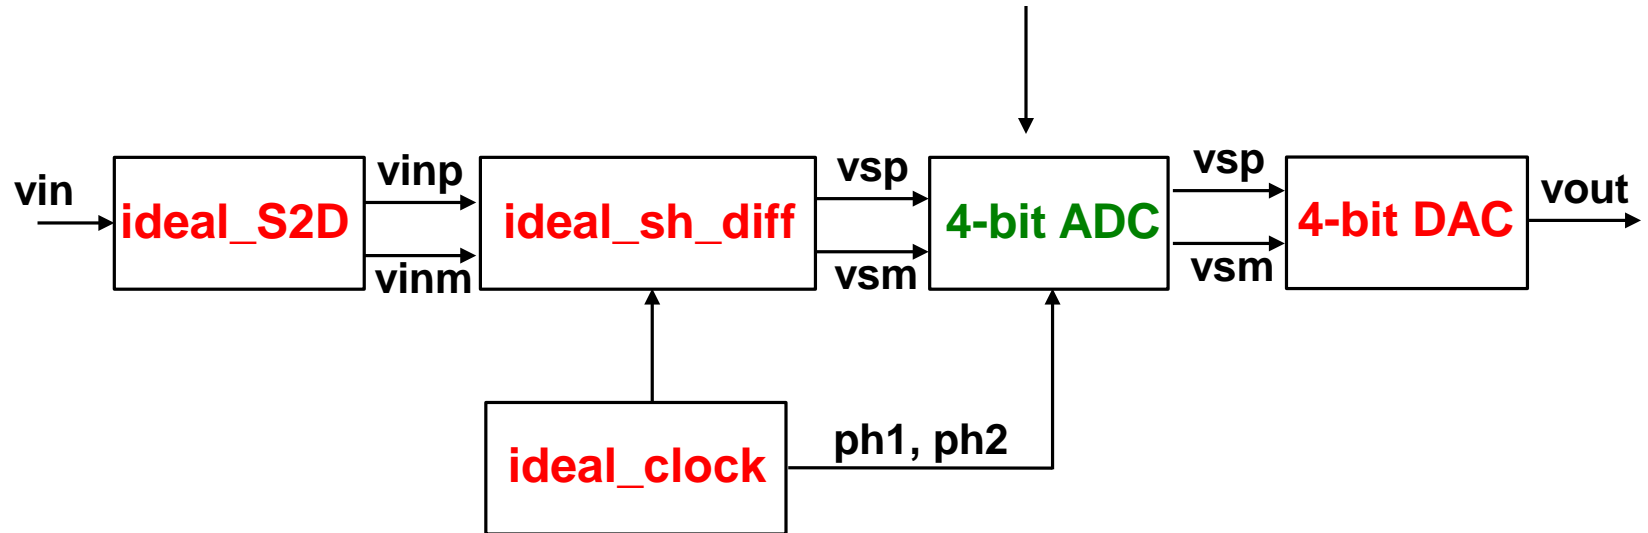 vin
ideal_S2D
vinp
vinm
ideal_sh_diff
vsp
vsm
4-bit ADC
vsp
vsm
4-bit DAC
vout
ideal_clock
ph1, ph2